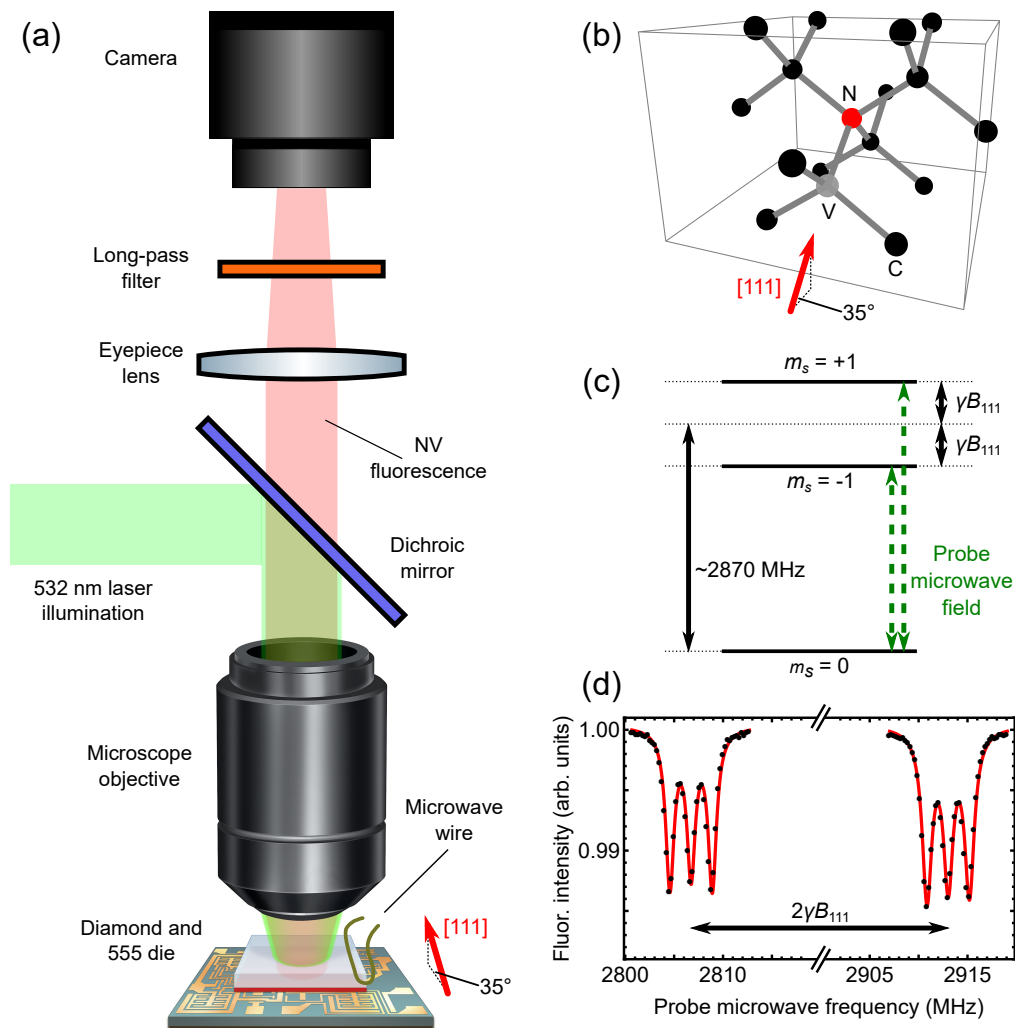 (a)
Camera
Long-pass
filter
Eyepiece
lens
NV
fluorescence
Dichroic
mirror
532 nm laser
illumination
Microscope
objective
Microwave
wire
Diamond and
555 die
[111]
35°
(b)
N
V
C
[111]
35°
(c)
mₛ = +1
γB₁₁₁
γB₁₁₁
mₛ = -1
~2870 MHz
Probe
microwave
field
mₛ = 0
(d)
Fluor. intensity (arb. units)
1.00
0.99
2γB₁₁₁
2800 2810 2905 2915
Probe microwave frequency (MHz)